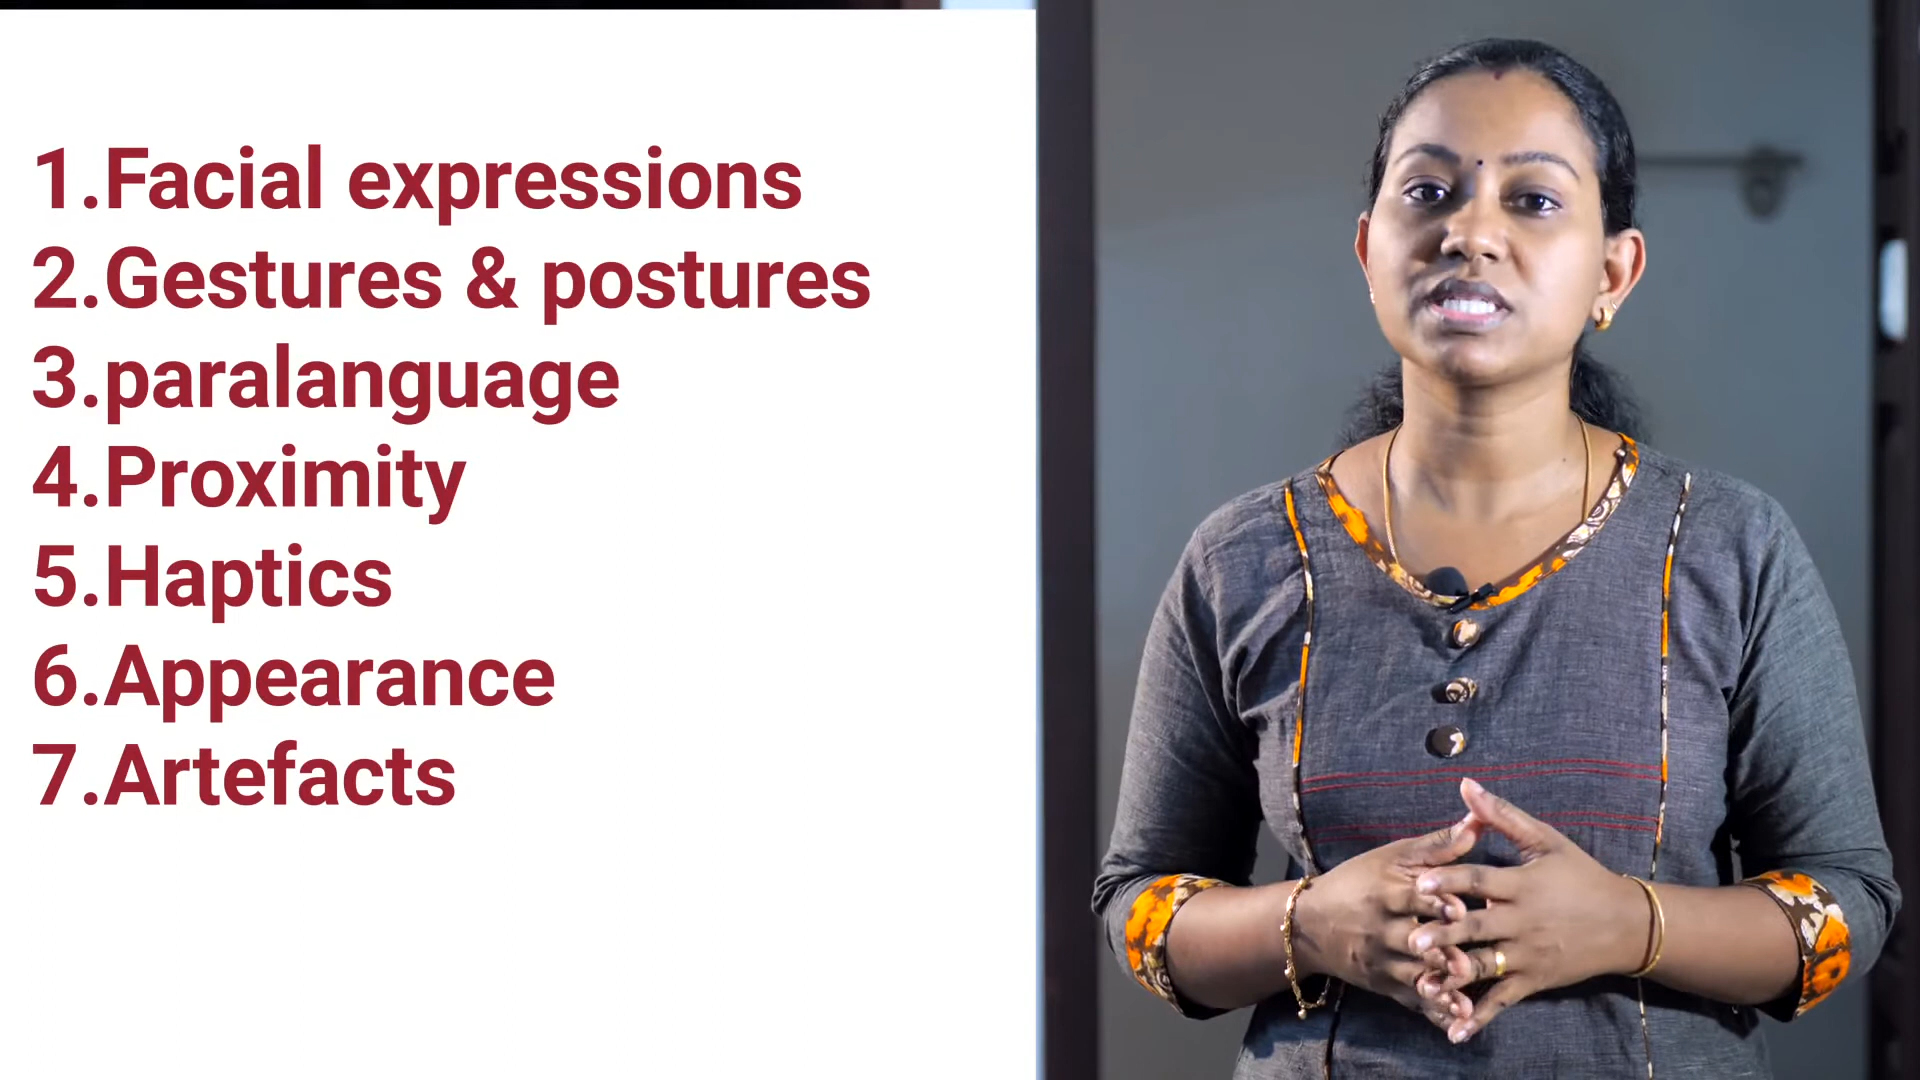 1.Facial expressions
2.Gestures & postures
3.paralanguage
4.Proximity
5.Haptics
6.Appearance
7.Artefacts